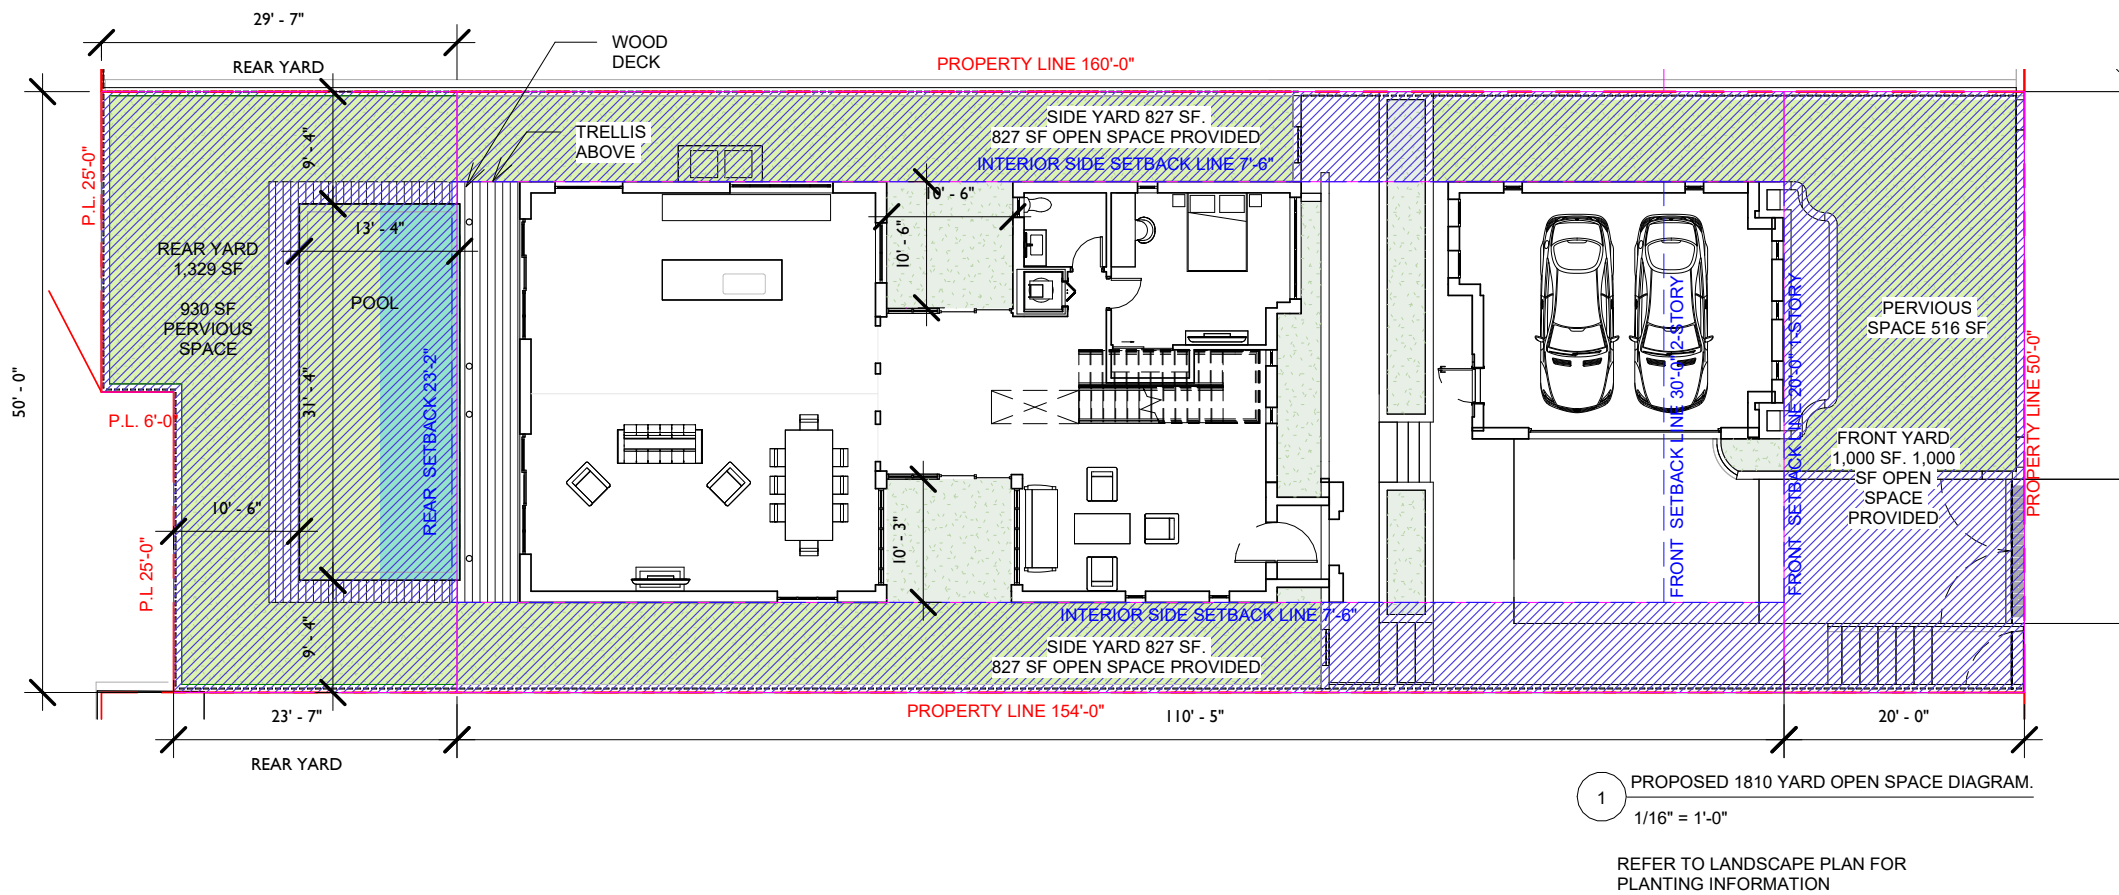 29' - 7"
WOOD
DECK
REAR YARD
PROPERTY LINE 160'-0"
SIDE YARD 827 SF.
827 SF OPEN SPACE PROVIDED
TRELLIS
ABOVE
INTERIOR SIDE SETBACK LINE 7'-6"
9' - 4"
P.L. 25'-0"
10' - 6"
10' - 6"
13' - 4"
REAR YARD
1,329 SF
930 SF
PERVIOUS
SPACE
POOL
31' - 4"
REAR SETBACK 23'-2"
50' - 0"
P.L. 6'-0
10' - 6"
P.L 25'-0"
9' - 4"
10' - 3"
FRONT SETBACK LINE 30'-0" 2-STORY
FRONT SETBACK LINE 20'-0" 1-STORY
PERVIOUS
SPACE 516 SF
PROPERTY LINE 50'-0"
FRONT YARD
1,000 SF. 1,000
SF OPEN
SPACE
PROVIDED
INTERIOR SIDE SETBACK LINE 7'-6"
SIDE YARD 827 SF.
827 SF OPEN SPACE PROVIDED
23' - 7"
PROPERTY LINE 154'-0"
110' - 5"
20' - 0"
REAR YARD
1
PROPOSED 1810 YARD OPEN SPACE DIAGRAM.
1/16" = 1'-0"
REFER TO LANDSCAPE PLAN FOR
PLANTING INFORMATION